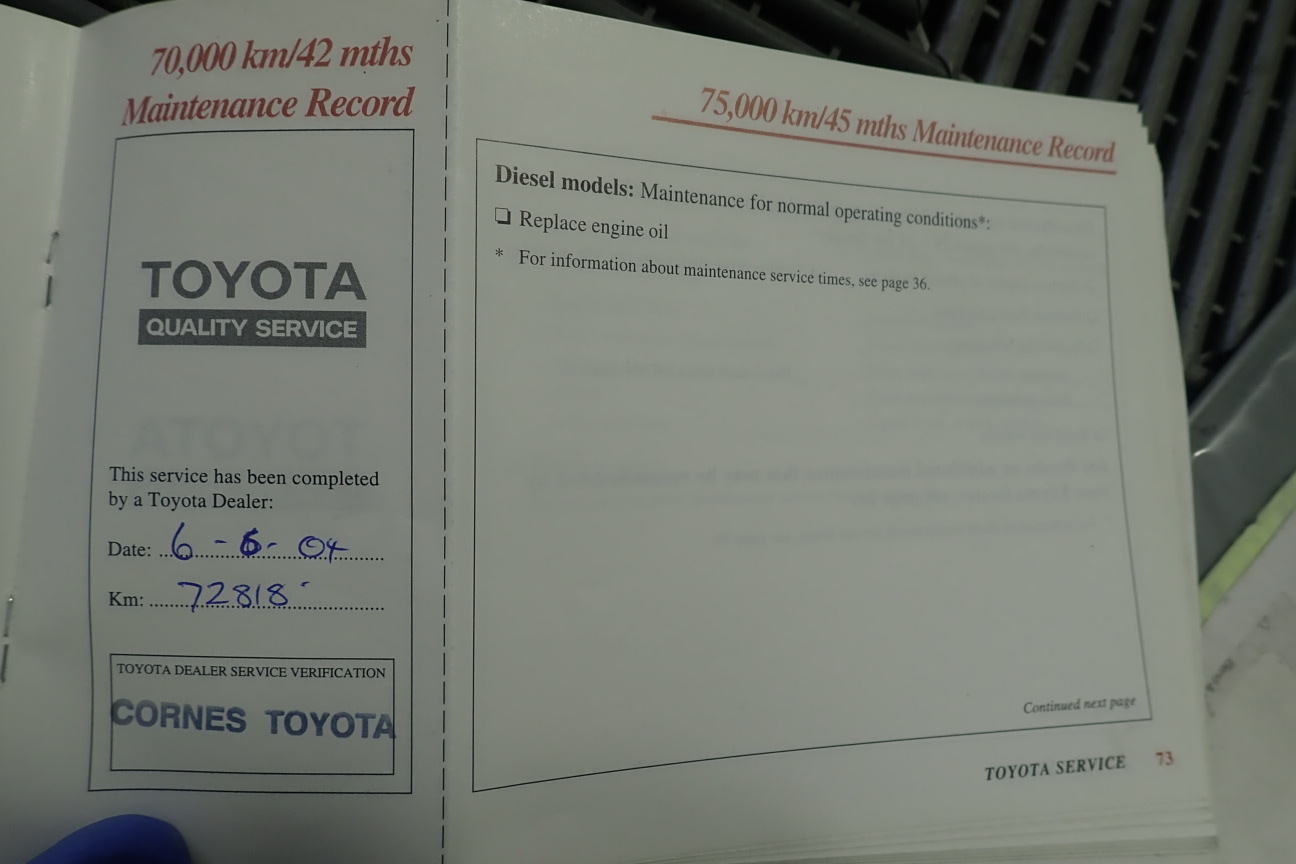 70,000 km/42 mths
Maintenance Record
TOYOTA
QUALITY SERVICE
This service has been completed
by a Toyota Dealer:
Date: 6 - 6 - 04
Km: 72818
TOYOTA DEALER SERVICE VERIFICATION
CORNES TOYOTA
75,000 km/45 mths Maintenance Record
Diesel models: Maintenance for normal operating conditions*:
❏ Replace engine oil
* For information about maintenance service times, see page 36.
Continued next page
TOYOTA SERVICE 73